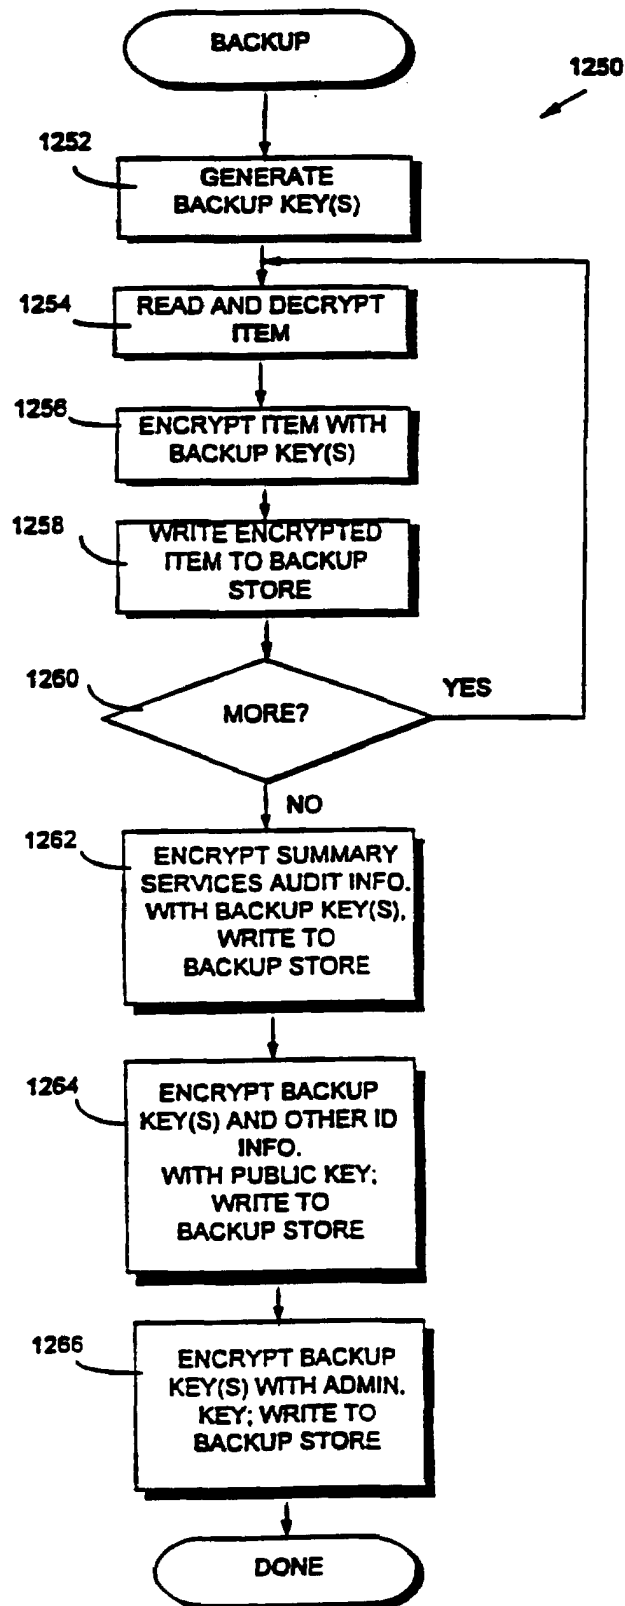 BACKUP
1250
1252
GENERATE
BACKUP KEY(S)
1254
READ AND DECRYPT
ITEM
1256
ENCRYPT ITEM WITH
BACKUP KEY(S)
1258
WRITE ENCRYPTED
ITEM TO BACKUP
STORE
1260
MORE?
YES
NO
1262
ENCRYPT SUMMARY
SERVICES AUDIT INFO.
WITH BACKUP KEY(S),
WRITE TO
BACKUP STORE
1264
ENCRYPT BACKUP
KEY(S) AND OTHER ID
INFO.
WITH PUBLIC KEY;
WRITE TO
BACKUP STORE
1266
ENCRYPT BACKUP
KEY(S) WITH ADMIN.
KEY; WRITE TO
BACKUP STORE
DONE